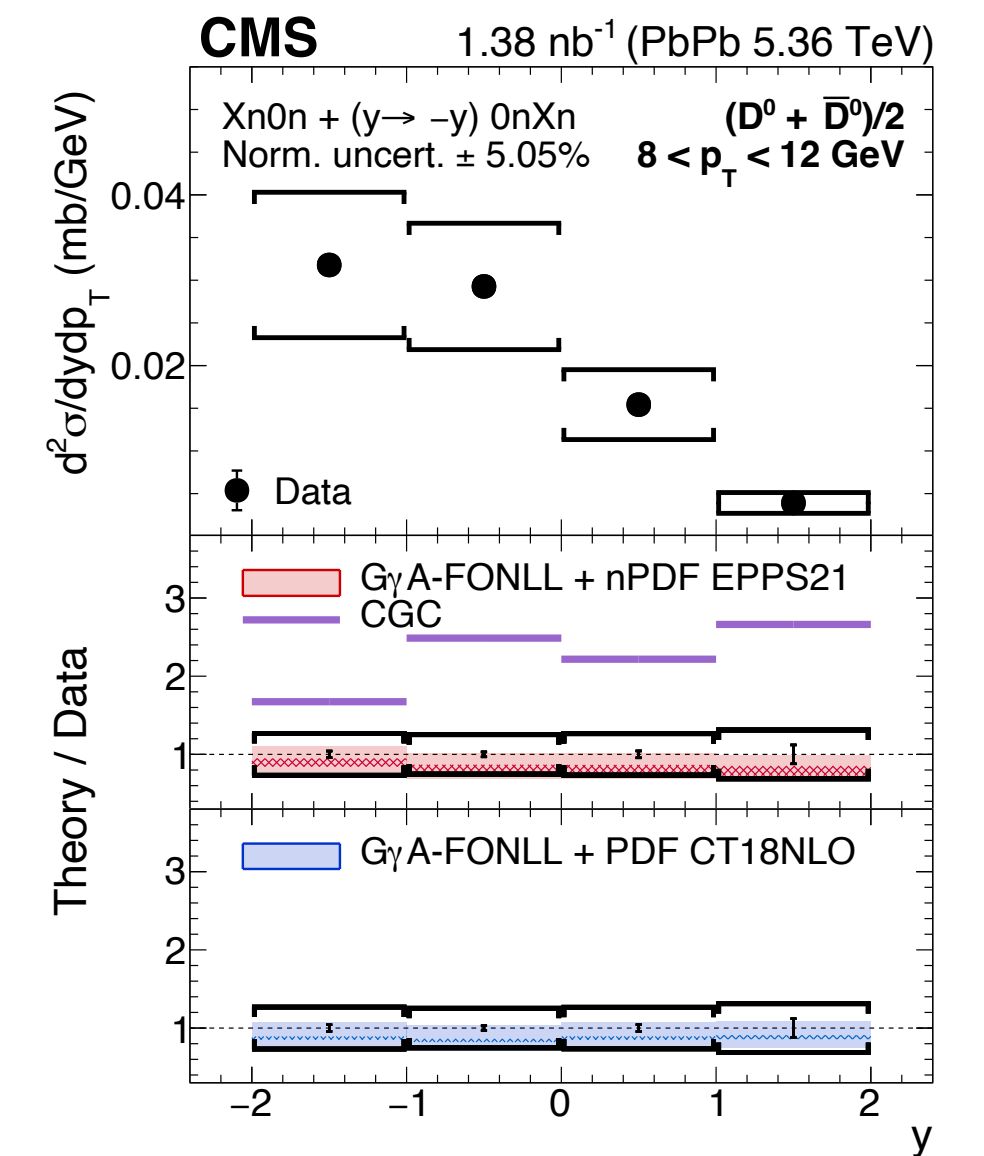 CMS 1.38 nb⁻¹ (PbPb 5.36 TeV)
Xn0n + (y→ −y) 0nXn (D⁰ + D̅⁰)/2
Norm. uncert. ± 5.05% 8 < p_T < 12 GeV
d²σ/dydp_T (mb/GeV)
0.04
0.02
Data
GγA-FONLL + nPDF EPPS21
CGC
3
2
1
Theory / Data
GγA-FONLL + PDF CT18NLO
3
2
1
−2 −1 0 1 2
y